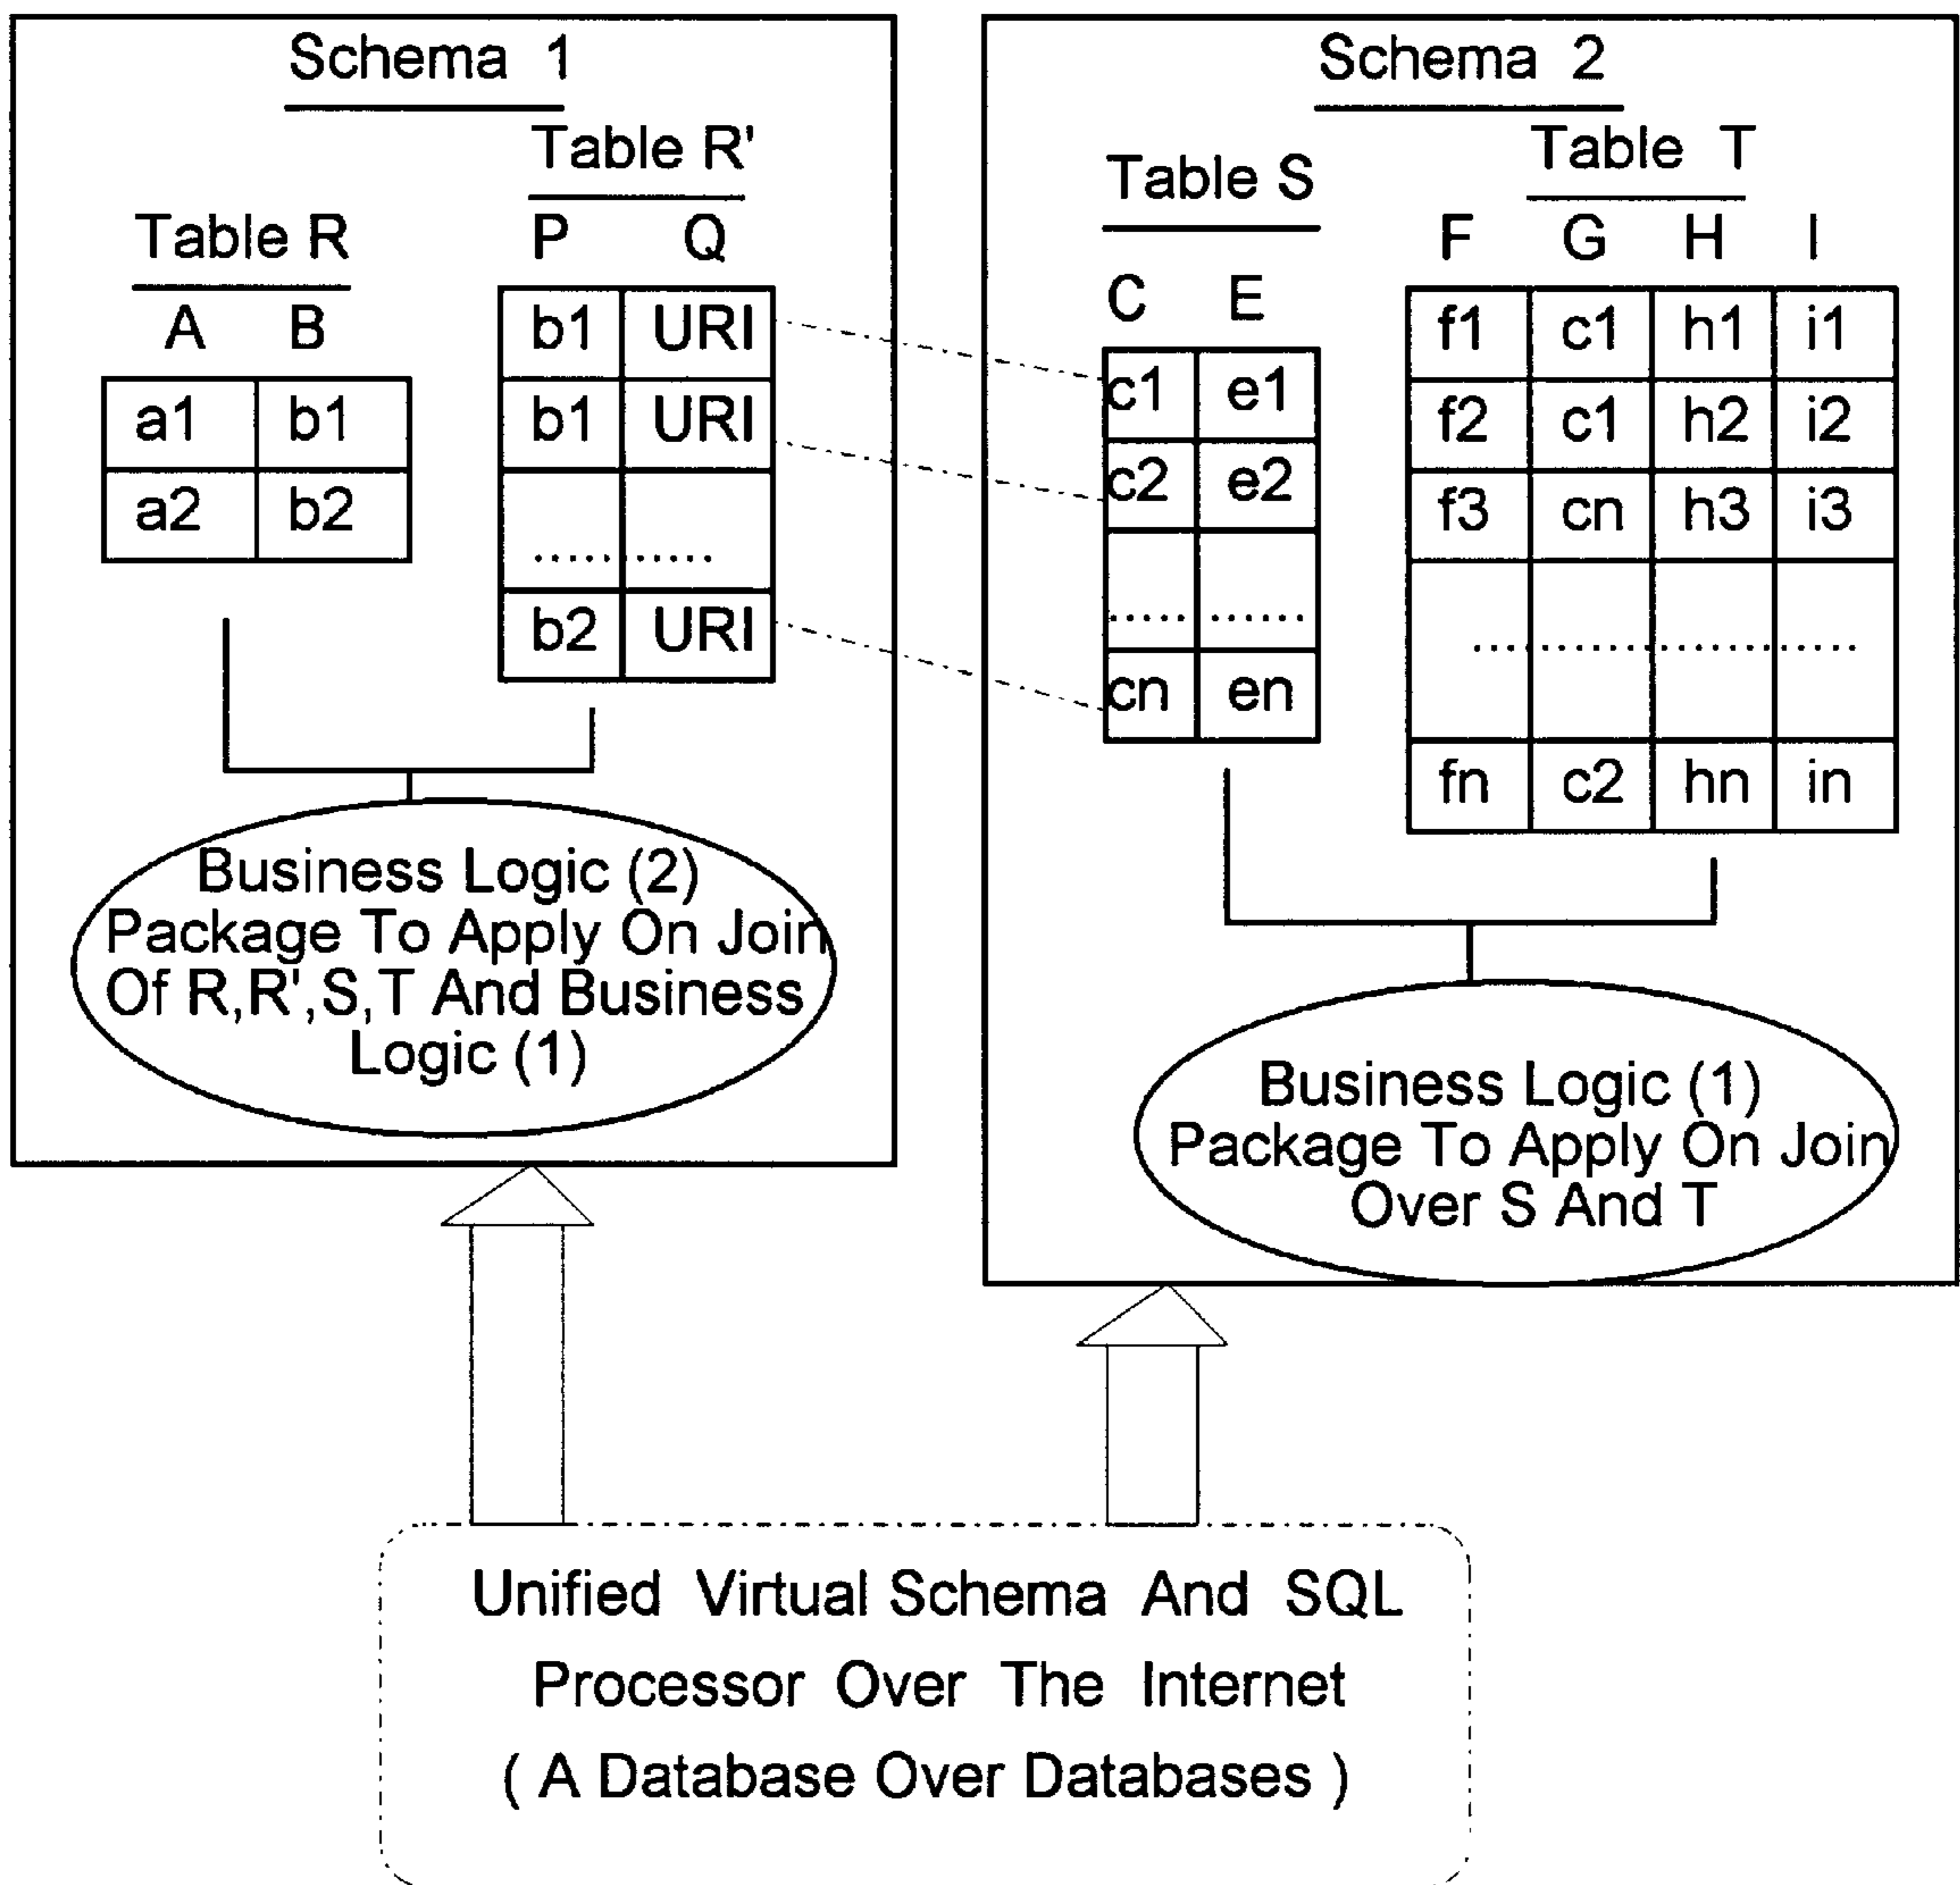 Schema 1
Table R'
Table R
P Q
A B
b1 URI
b1 URI
.........
b2 URI
a1 b1
a2 b2
Business Logic (2)
Package To Apply On Join
Of R,R',S,T And Business
Logic (1)
Schema 2
Table S
C E
c1 e1
c2 e2
..... ......
cn en
Table T
F G H I
f1 c1 h1 i1
f2 c1 h2 i2
f3 cn h3 i3
..........................
fn c2 hn in
Business Logic (1)
Package To Apply On Join
Over S And T
Unified Virtual Schema And SQL
Processor Over The Internet
( A Database Over Databases )